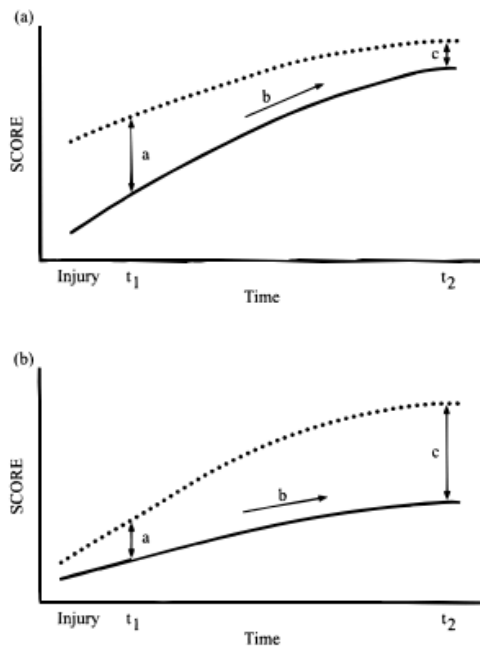 (a)
SCORE
a
b
c
Injury t1 t2
Time
(b)
SCORE
a
b
c
Injury t1 t2
Time